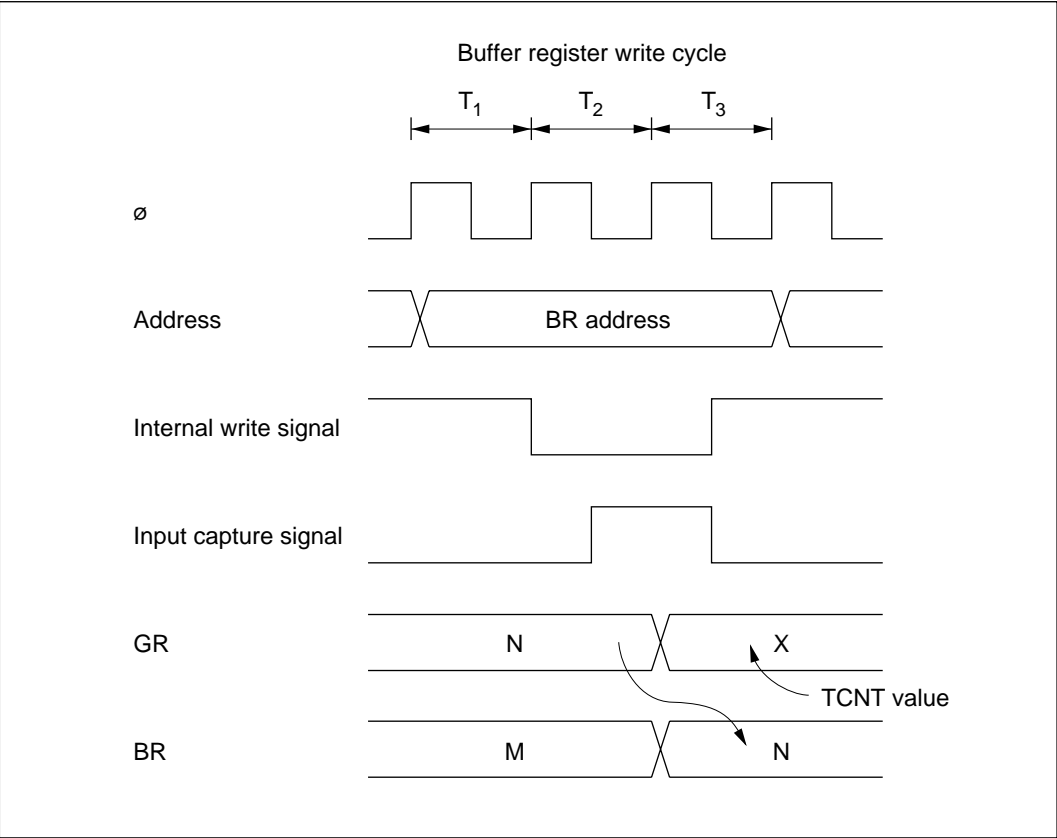 Buffer register write cycle
T1 T2 T3
ø
Address BR address
Internal write signal
Input capture signal
GR N X
TCNT value
BR M N